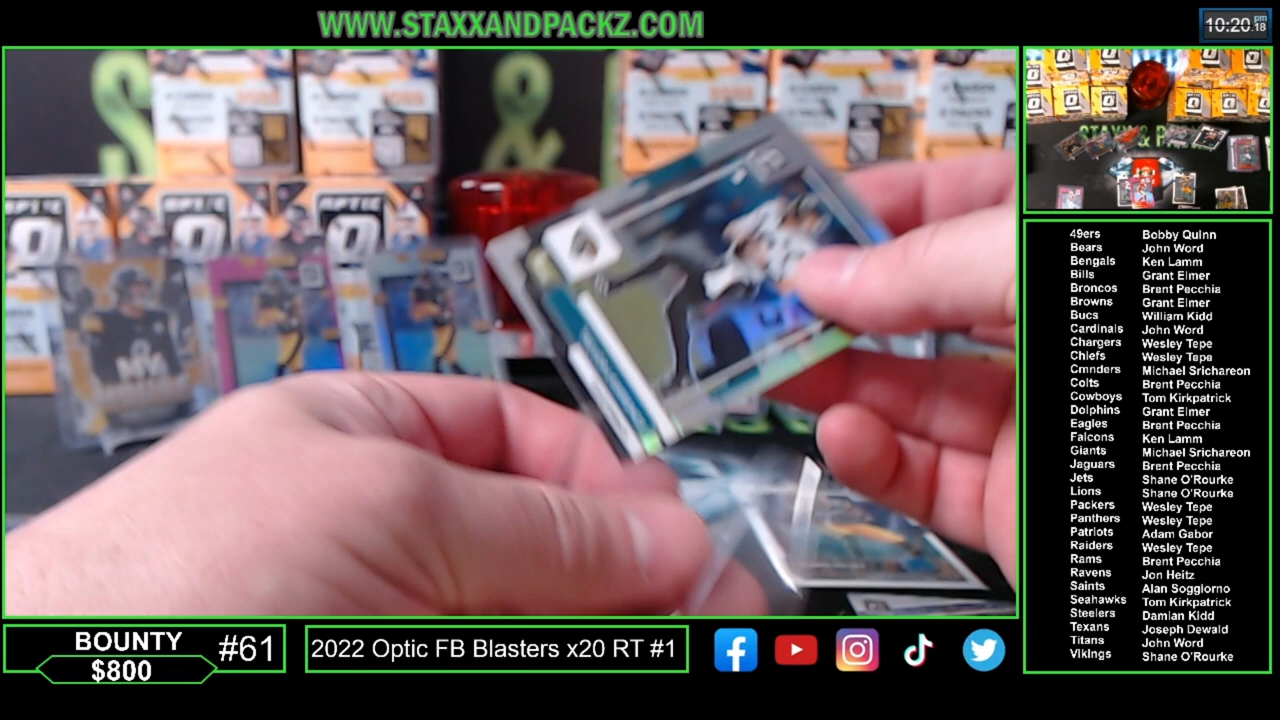 WWW.STAXXANDPACKZ.COM
10:20 pm 18
&
STAXX & P
49ers Bobby Quinn
Bears John Word
Bengals Ken Lamm
Bills Grant Elmer
Broncos Brent Pecchia
Browns Grant Elmer
Bucs William Kidd
Cardinals John Word
Chargers Wesley Tepe
Chiefs Wesley Tepe
Cmnders Michael Srichareon
Colts Brent Pecchia
Cowboys Tom Kirkpatrick
Dolphins Grant Elmer
Eagles Brent Pecchia
Falcons Ken Lamm
Giants Michael Srichareon
Jaguars Brent Pecchia
Jets Shane O'Rourke
Lions Shane O'Rourke
Packers Wesley Tepe
Panthers Wesley Tepe
Patriots Adam Gabor
Raiders Wesley Tepe
Rams Brent Pecchia
Ravens Jon Heitz
Saints Alan Soggiorno
Seahawks Tom Kirkpatrick
Steelers Damian Kidd
Texans Joseph Dewald
Titans John Word
Vikings Shane O'Rourke
BOUNTY
$800
#61
2022 Optic FB Blasters x20 RT #1